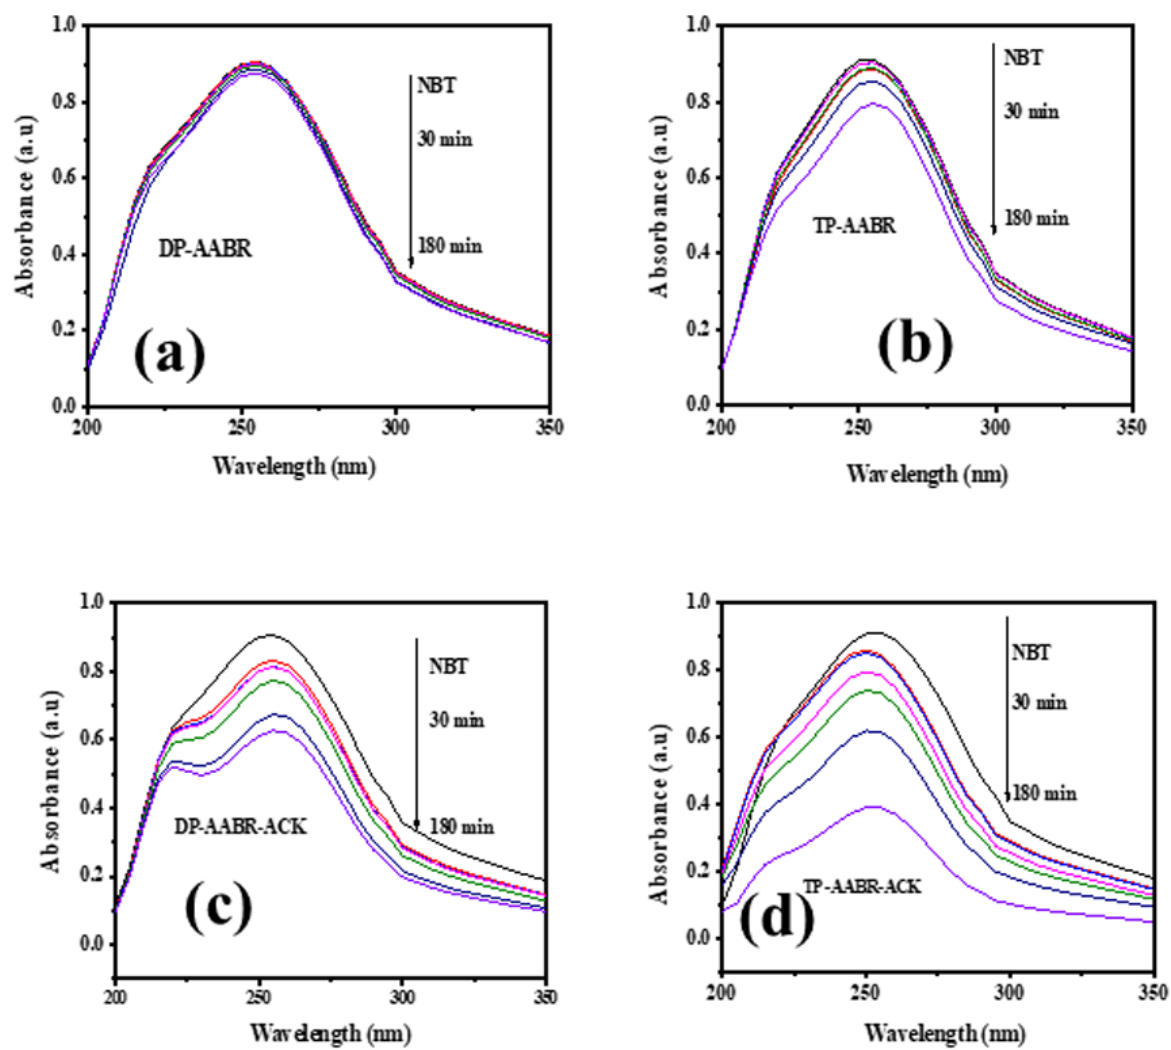 1.0
0.8
0.6
0.4
0.2
0.0
Absorbance (a.u)
NBT
30 min
180 min
DP-AABR
(a)
200 250 300 350
Wavelength (nm)
1.0
0.8
0.6
0.4
0.2
0.0
Absorbance (a.u)
NBT
30 min
180 min
TP-AABR
(b)
200 250 300 350
Wavelength (nm)
1.0
0.8
0.6
0.4
0.2
0.0
Absorbance (a.u)
NBT
30 min
180 min
DP-AABR-ACK
(c)
200 250 300 350
Wavelength (nm)
1.0
0.8
0.6
0.4
0.2
0.0
Absorbance (a.u)
NBT
30 min
180 min
TP-AABR-ACK
(d)
200 250 300 350
Wavelength (nm)